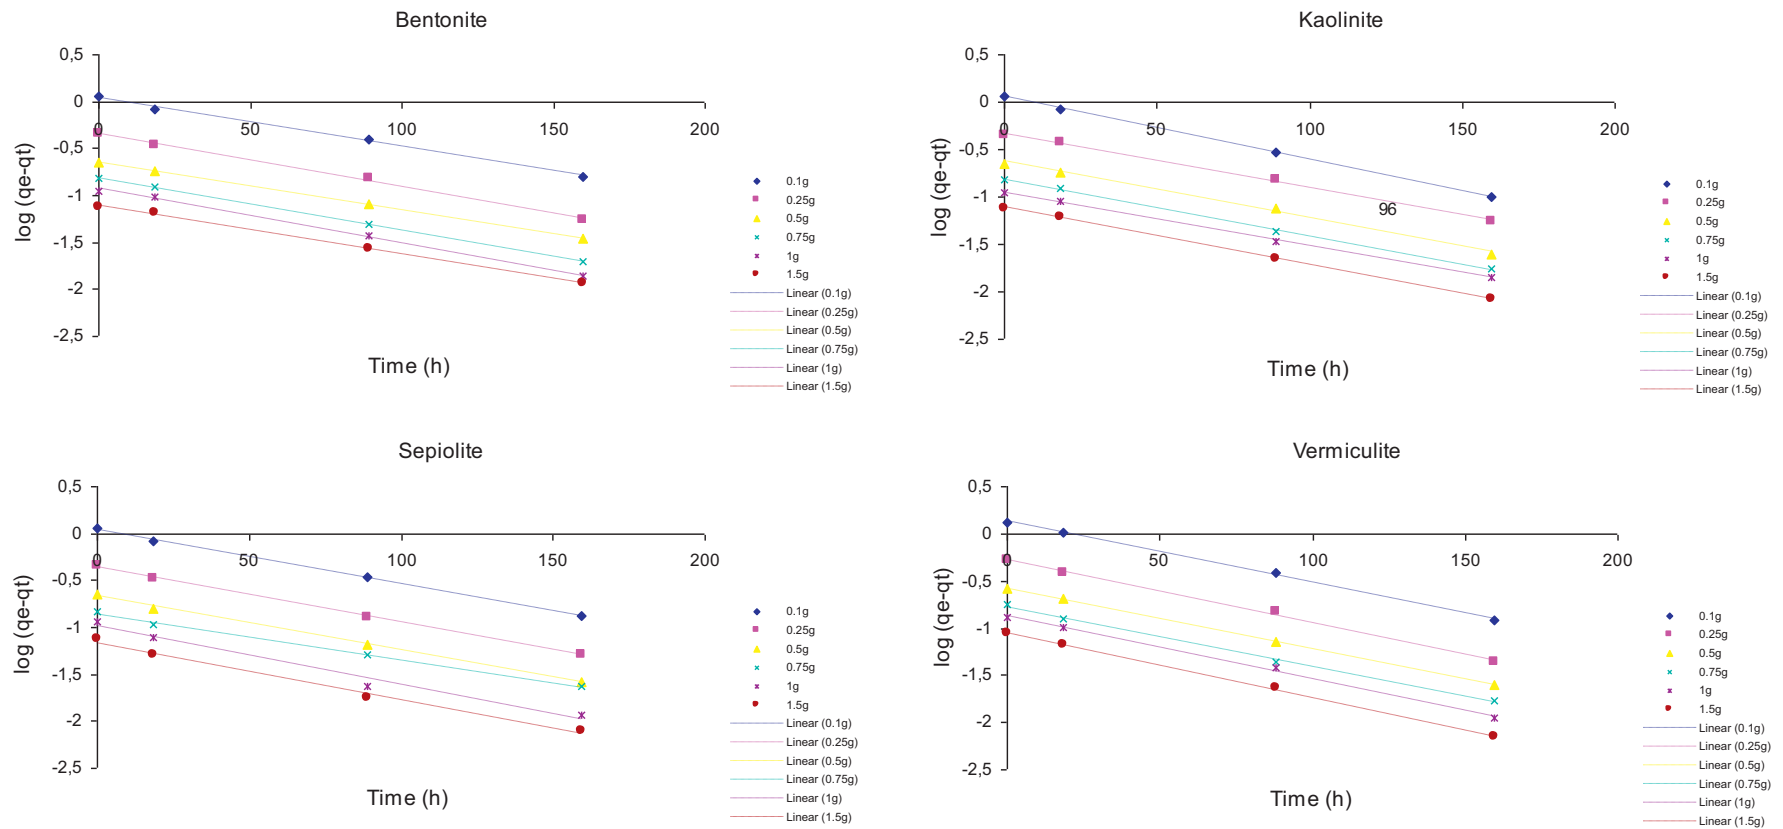 Bentonite
0,5
0
-0,5
-1
-1,5
-2
-2,5
0
50
100
150
200
log (qe-qt)
Time (h)
0.1g
0.25g
0.5g
0.75g
1g
1.5g
Linear (0.1g)
Linear (0.25g)
Linear (0.5g)
Linear (0.75g)
Linear (1g)
Linear (1.5g)
Kaolinite
0,5
0
-0,5
-1
-1,5
-2
-2,5
0
50
100
150
200
96
log (qe-qt)
Time (h)
0.1g
0.25g
0.5g
0.75g
1g
1.5g
Linear (0.1g)
Linear (0.25g)
Linear (0.5g)
Linear (0.75g)
Linear (1g)
Linear (1.5g)
Sepiolite
0,5
0
-0,5
-1
-1,5
-2
-2,5
0
50
100
150
200
log (qe-qt)
Time (h)
0.1g
0.25g
0.5g
0.75g
1g
1.5g
Linear (0.1g)
Linear (0.25g)
Linear (0.5g)
Linear (0.75g)
Linear (1g)
Linear (1.5g)
Vermiculite
0,5
0
-0,5
-1
-1,5
-2
-2,5
0
50
100
150
200
log (qe-qt)
Time (h)
0.1g
0.25g
0.5g
0.75g
1g
1.5g
Linear (0.1g)
Linear (0.25g)
Linear (0.5g)
Linear (0.75g)
Linear (1g)
Linear (1.5g)